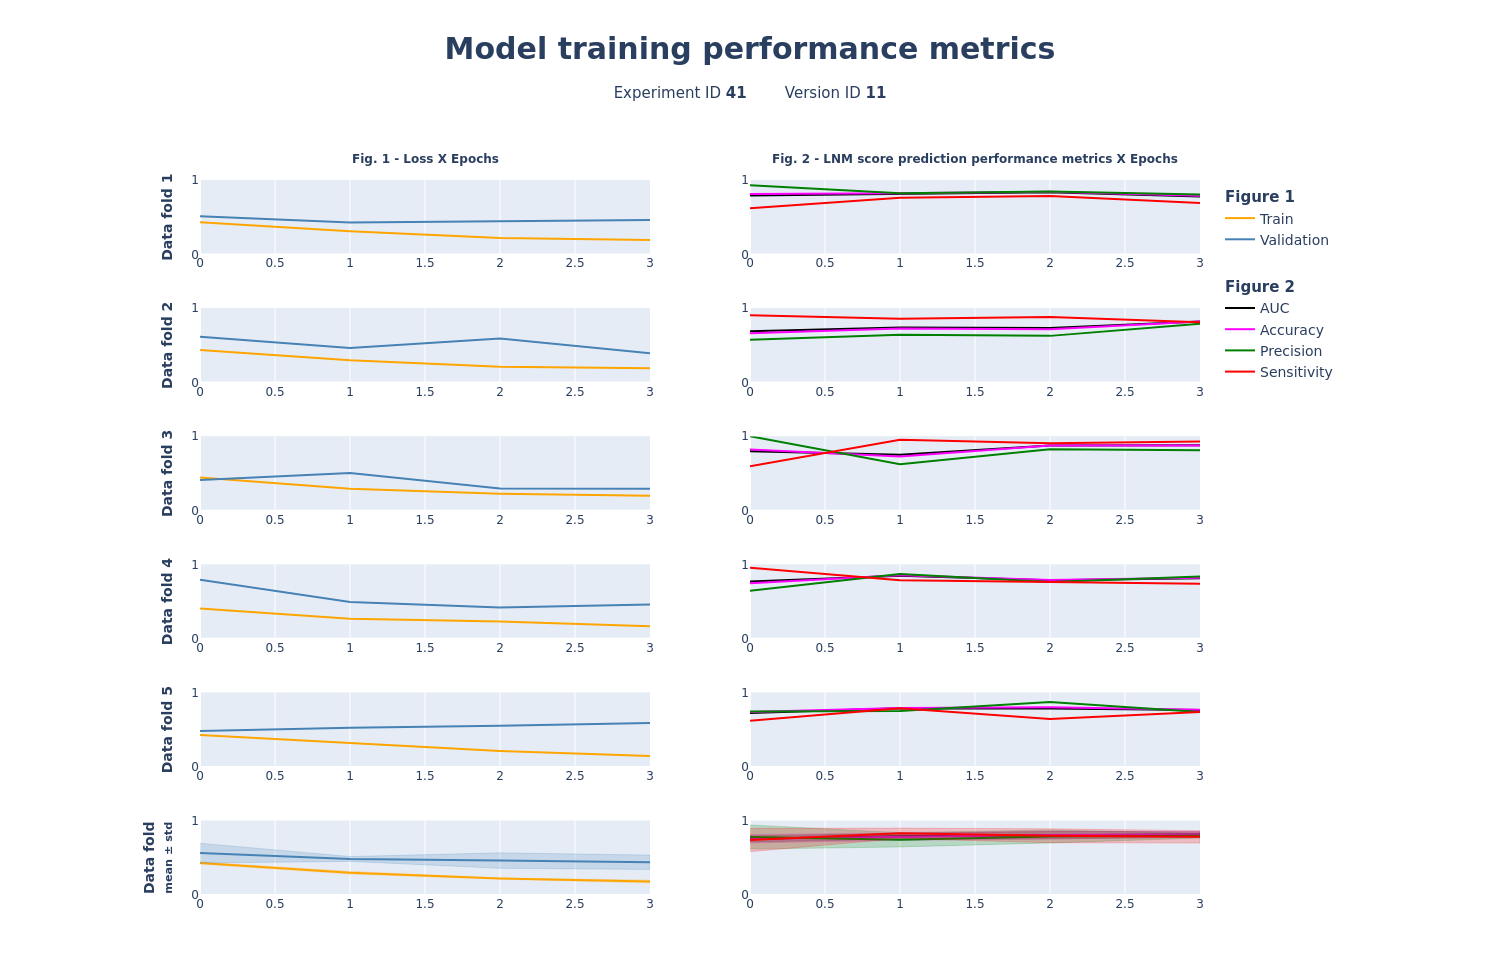 Model training performance metrics
Experiment ID 41 Version ID 11
Fig. 1 - Loss X Epochs
Fig. 2 - LNM score prediction performance metrics X Epochs
Data fold 1
1
0
0 0.5 1 1.5 2 2.5 3
1
0
0 0.5 1 1.5 2 2.5 3
Figure 1
Train
Validation
Figure 2
AUC
Accuracy
Precision
Sensitivity
Data fold 2
1
0
0 0.5 1 1.5 2 2.5 3
1
0
0 0.5 1 1.5 2 2.5 3
Data fold 3
1
0
0 0.5 1 1.5 2 2.5 3
1
0
0 0.5 1 1.5 2 2.5 3
Data fold 4
1
0
0 0.5 1 1.5 2 2.5 3
1
0
0 0.5 1 1.5 2 2.5 3
Data fold 5
1
0
0 0.5 1 1.5 2 2.5 3
1
0
0 0.5 1 1.5 2 2.5 3
Data fold
mean ± std
1
0
0 0.5 1 1.5 2 2.5 3
1
0
0 0.5 1 1.5 2 2.5 3